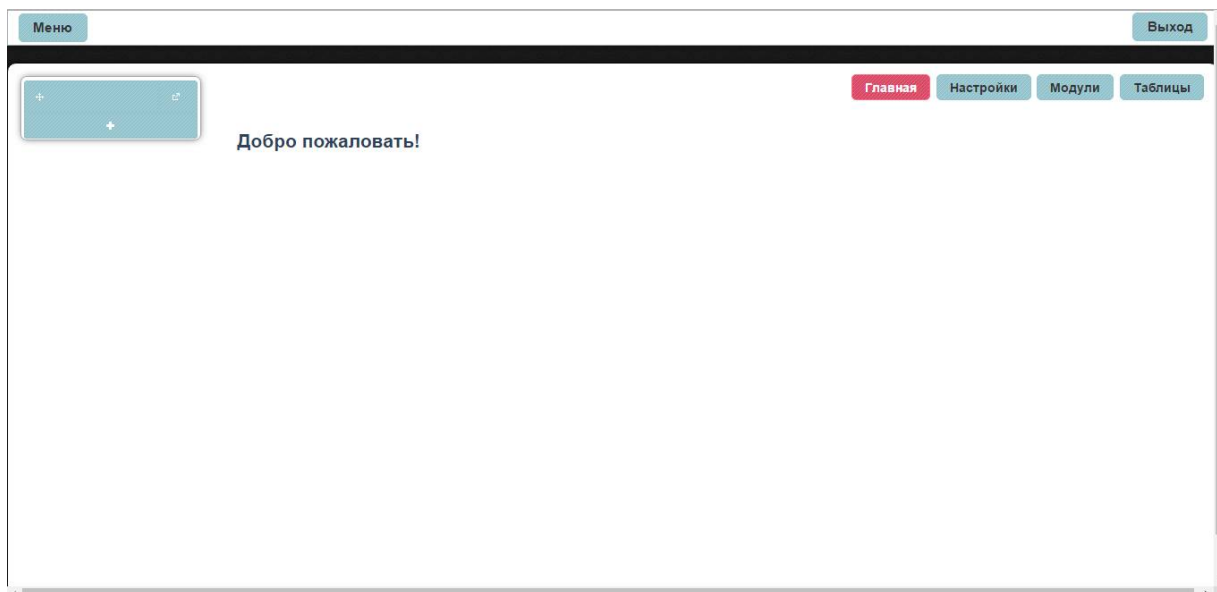 Меню
Выход
Главная
Настройки
Модули
Таблицы
Добро пожаловать!